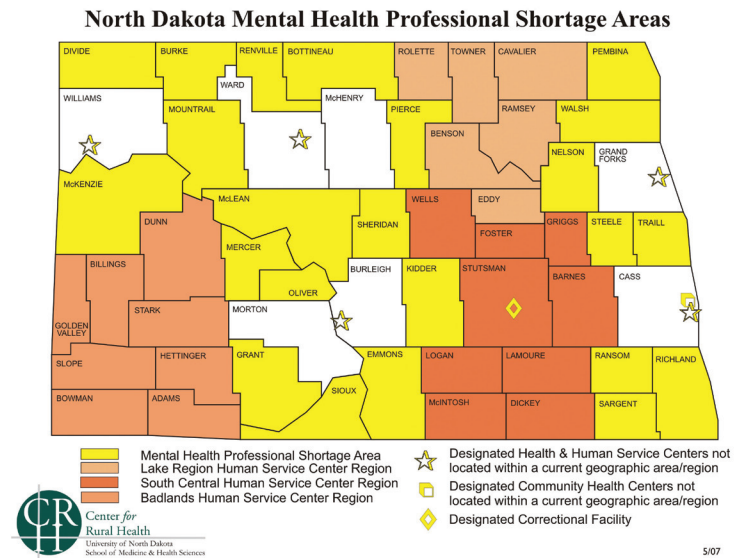 North Dakota Mental Health Professional Shortage Areas
DIVIDE
BURKE
RENVILLE
BOTTINEAU
ROLETTE
TOWNER
CAVALIER
PEMBINA
WARD
WILLIAMS
McHENRY
MOUNTRAIL
PIERCE
RAMSEY
WALSH
BENSON
NELSON
GRAND
FORKS
McKENZIE
McLEAN
WELLS
EDDY
DUNN
SHERIDAN
GRIGGS
STEELE
TRAILL
FOSTER
MERCER
BILLINGS
BURLEIGH
KIDDER
STUTSMAN
BARNES
CASS
OLIVER
STARK
MORTON
GOLDEN
VALLEY
SLOPE
HETTINGER
GRANT
EMMONS
LOGAN
LAMOURE
RANSOM
RICHLAND
SIOUX
BOWMAN
ADAMS
McINTOSH
DICKEY
SARGENT
Mental Health Professional Shortage Area
Lake Region Human Service Center Region
South Central Human Service Center Region
Badlands Human Service Center Region
Designated Health & Human Service Centers not
located within a current geographic area/region
Designated Community Health Centers not
located within a current geographic area/region
Designated Correctional Facility
CRH
Center for
Rural Health
University of North Dakota
School of Medicine & Health Sciences
5/07